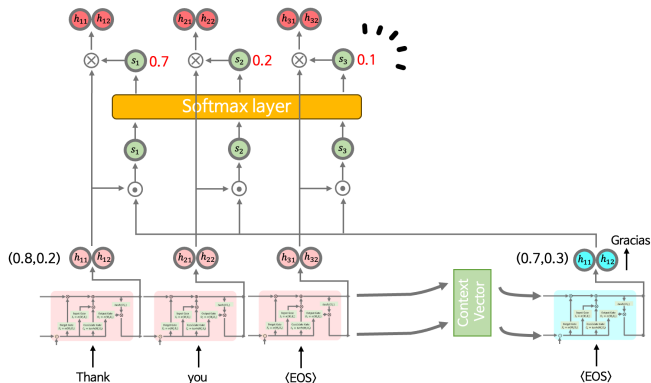 h₁₁ h₁₂ h₂₁ h₂₂ h₃₁ h₃₂
s₁ 0.7 s₂ 0.2 s₃ 0.1
Softmax layer
s₁ s₂ s₃
(0.8,0.2) h₁₁ h₁₂ h₂₁ h₂₂ h₃₁ h₃₂ (0.7,0.3) h₁₁ h₁₂ Gracias
Context
Vector
Thank you ⟨EOS⟩ ⟨EOS⟩